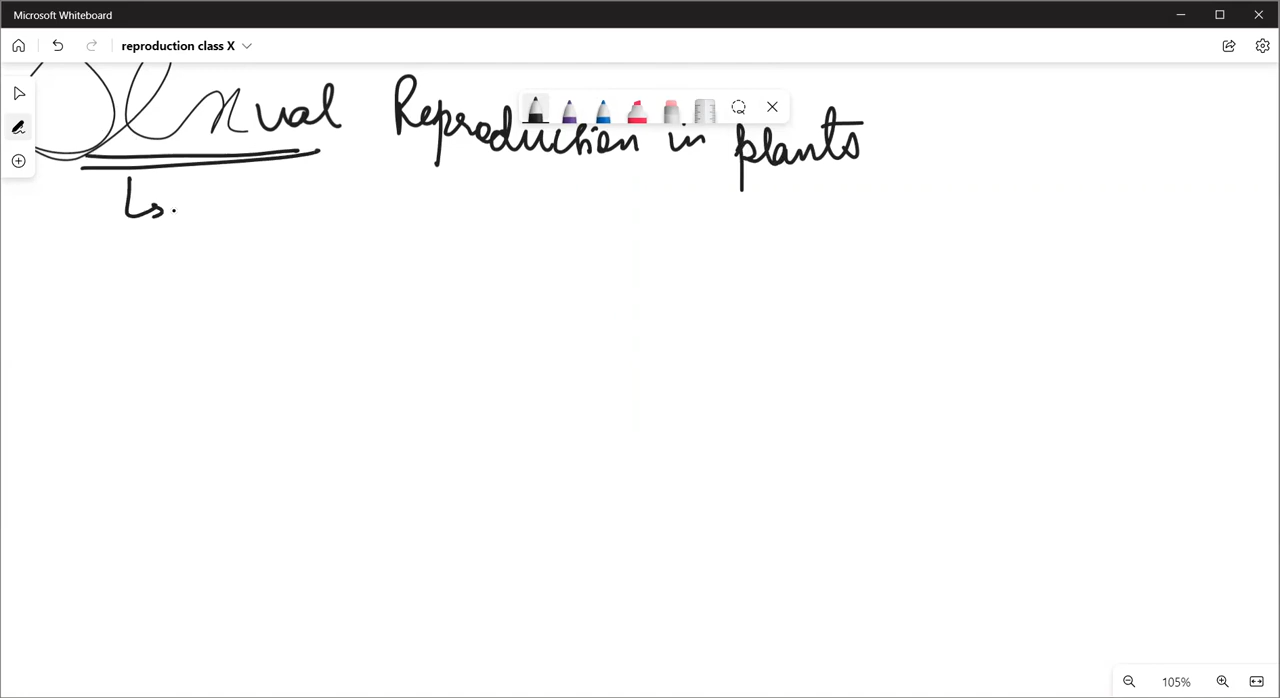 Microsoft Whiteboard
reproduction class X
Sexual Reproduction in plants
105%